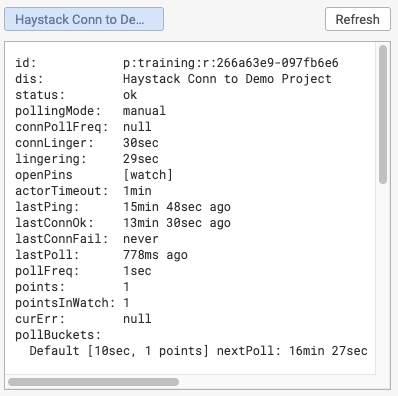 Haystack Conn to De...
Refresh
id: p:training:r:266a63e9-097fb6e6
dis: Haystack Conn to Demo Project
status: ok
pollingMode: manual
connPollFreq: null
connLinger: 30sec
lingering: 29sec
openPins [watch]
actorTimeout: 1min
lastPing: 15min 48sec ago
lastConnOk: 13min 30sec ago
lastConnFail: never
lastPoll: 778ms ago
pollFreq: 1sec
points: 1
pointsInWatch: 1
curErr: null
pollBuckets:
Default [10sec, 1 points] nextPoll: 16min 27sec